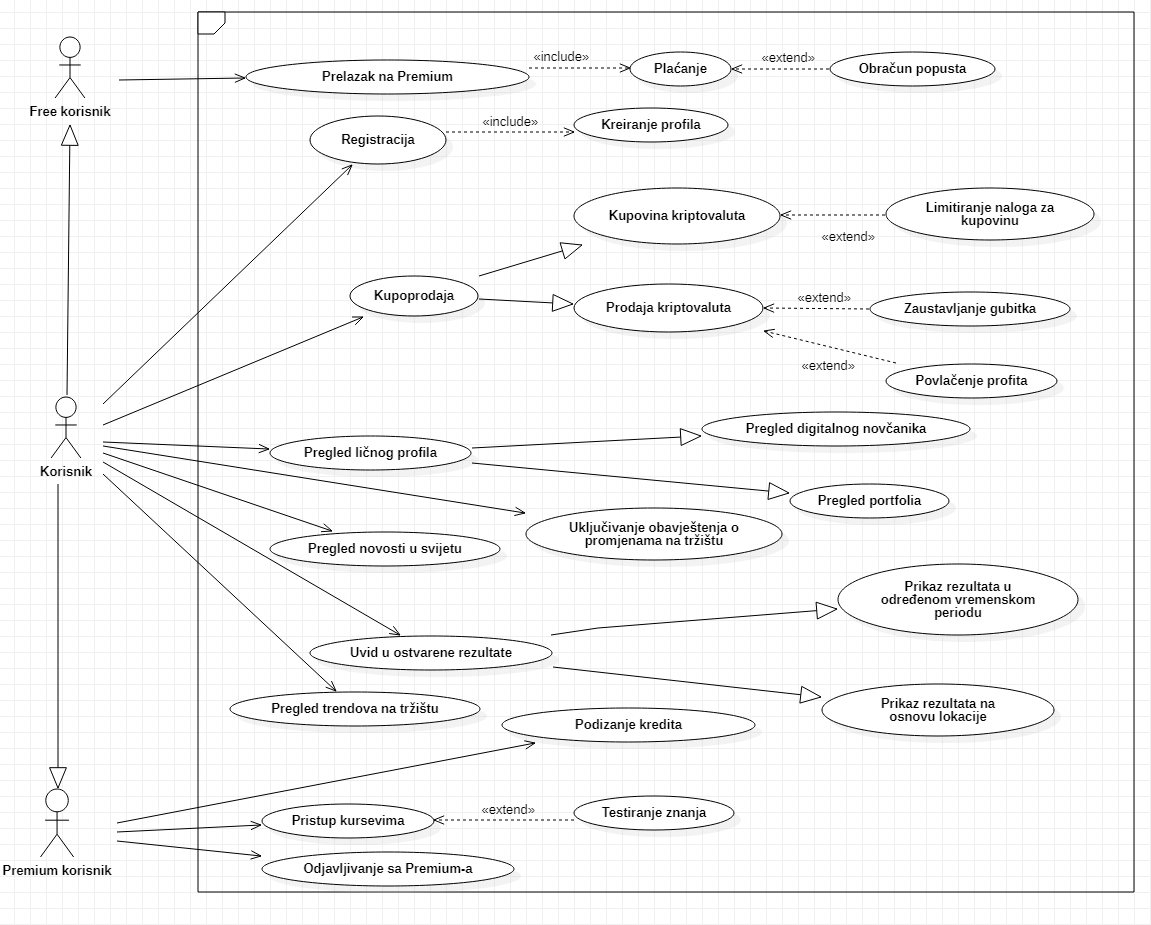 Free korisnik
Prelazak na Premium
«include»
Plaćanje
«extend»
Obračun popusta
Registracija
«include»
Kreiranje profila
Kupovina kriptovaluta
«extend»
Limitiranje naloga za
kupovinu
Kupoprodaja
Prodaja kriptovaluta
«extend»
Zaustavljanje gubitka
«extend»
Povlačenje profita
Korisnik
Pregled ličnog profila
Pregled digitalnog novčanika
Pregled portfolia
Uključivanje obavještenja o
promjenama na tržištu
Pregled novosti u svijetu
Prikaz rezultata u
određenom vremenskom
periodu
Uvid u ostvarene rezultate
Prikaz rezultata na
osnovu lokacije
Pregled trendova na tržištu
Podizanje kredita
Premium korisnik
Pristup kursevima
«extend»
Testiranje znanja
Odjavljivanje sa Premium-a